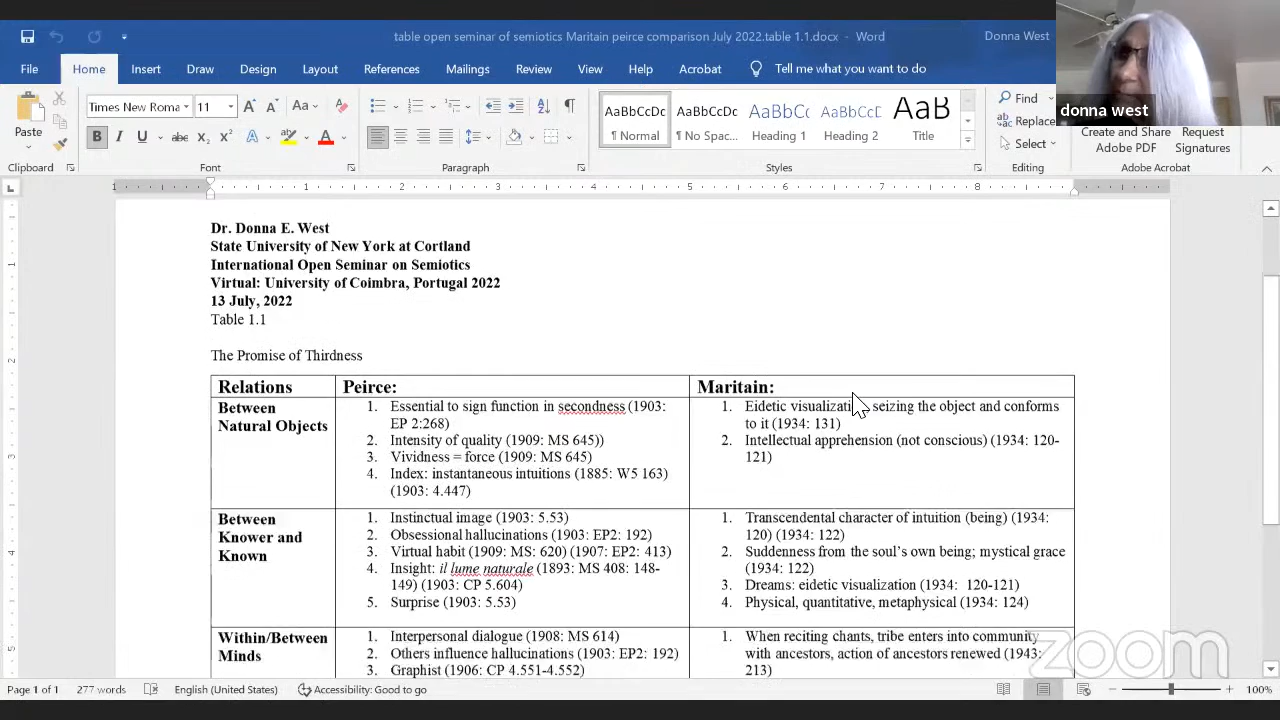 table open seminar of semiotics Maritain peirce comparison July 2022.table 1.1.docx - Word
Donna West
File Home Insert Draw Design Layout References Mailings Review View Help Acrobat Tell me what you want to do
donna west
Paste
Times New Roma 11
AaBbCcDc AaBbCcDc AaBbCc AaBbCcD AaB
Find
Replace
Select
B I U abc x₂ x² A A
¶ Normal ¶ No Spac... Heading 1 Heading 2 Title
Create and Share Adobe PDF
Request Signatures
Clipboard Font Paragraph Styles Editing Adobe Acrobat
1 1 2 3 4 5 6 7 8
Dr. Donna E. West
State University of New York at Cortland
International Open Seminar on Semiotics
Virtual: University of Coimbra, Portugal 2022
13 July, 2022
Table 1.1
The Promise of Thirdness
Relations Peirce: Maritain:
Between
Natural Objects
1. Essential to sign function in secondness (1903:
EP 2:268)
2. Intensity of quality (1909: MS 645))
3. Vividness = force (1909: MS 645)
4. Index: instantaneous intuitions (1885: W5 163)
(1903: 4.447)
1. Eidetic visualizati seizing the object and conforms
to it (1934: 131)
2. Intellectual apprehension (not conscious) (1934: 120-
121)
Between
Knower and
Known
1. Instinctual image (1903: 5.53)
2. Obsessional hallucinations (1903: EP2: 192)
3. Virtual habit (1909: MS: 620) (1907: EP2: 413)
4. Insight: il lume naturale (1893: MS 408: 148-
149) (1903: CP 5.604)
5. Surprise (1903: 5.53)
1. Transcendental character of intuition (being) (1934:
120) (1934: 122)
2. Suddenness from the soul's own being; mystical grace
(1934: 122)
3. Dreams: eidetic visualization (1934: 120-121)
4. Physical, quantitative, metaphysical (1934: 124)
Within/Between
Minds
1. Interpersonal dialogue (1908: MS 614)
2. Others influence hallucinations (1903: EP2: 192)
3. Graphist (1906: CP 4.551-4.552)
1. When reciting chants, tribe enters into community
with ancestors, action of ancestors renewed (1943:
213)
zoom
Page 1 of 1 277 words English (United States) Accessibility: Good to go 100%